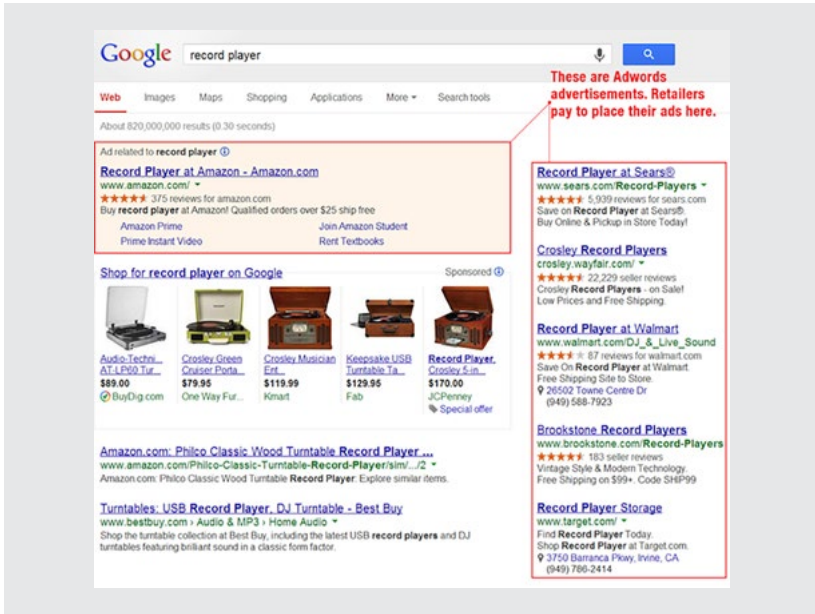 Google
record player
These are Adwords
advertisements. Retailers
pay to place their ads here.
Web Images Maps Shopping Applications More Search tools
About 820,000,000 results (0.30 seconds)
Ad related to record player
Record Player at Amazon - Amazon.com
www.amazon.com/
375 reviews for amazon.com
Buy record player at Amazon! Qualified orders over $25 ship free
Amazon Prime Join Amazon Student
Prime Instant Video Rent Textbooks
Shop for record player on Google Sponsored
Audio-Techni...
AT-LP60 Tur...
$89.00
BuyDig.com
Crosley Green
Cruiser Porta...
$79.95
One Way Fur...
Crosley Musician
Ent...
$119.99
Kmart
Keepsake USB
Turntable Ta...
$129.95
Fab
Record Player,
Crosley 5-in...
$170.00
JCPenney
Special offer
Amazon.com: Philco Classic Wood Turntable Record Player ...
www.amazon.com/Philco-Classic-Turntable-Record-Player/sim/.../2
Amazon.com: Philco Classic Wood Turntable Record Player: Explore similar items.
Turntables: USB Record Player, DJ Turntable - Best Buy
www.bestbuy.com › Audio & MP3 › Home Audio
Shop the turntable collection at Best Buy, including the latest USB record players and DJ
turntables featuring brilliant sound in a classic form factor.
Record Player at Sears®
www.sears.com/Record-Players
5,939 reviews for sears.com
Save on Record Player at Sears®.
Buy Online & Pickup in Store Today!
Crosley Record Players
crosley.wayfair.com/
22,229 seller reviews
Crosley Record Players - on Sale!
Low Prices and Free Shipping.
Record Player at Walmart
www.walmart.com/DJ_&_Live_Sound
87 reviews for walmart.com
Save On Record Player at Walmart.
Free Shipping Site to Store.
26502 Towne Centre Dr
(949) 588-7923
Brookstone Record Players
www.brookstone.com/Record-Players
183 seller reviews
Vintage Style & Modern Technology.
Free Shipping on $99+. Code SHIP99
Record Player Storage
www.target.com/
Find Record Player Today.
Shop Record Player at Target.com.
3750 Barranca Pkwy, Irvine, CA
(949) 786-2414